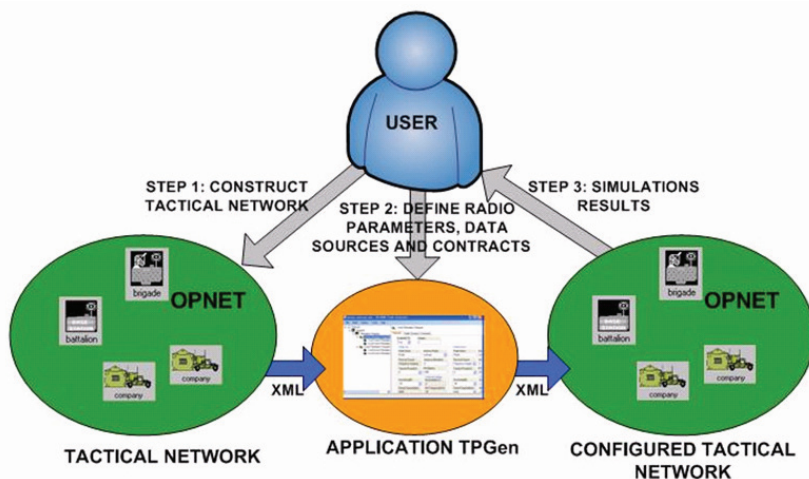 USER
STEP 1: CONSTRUCT
TACTICAL NETWORK
STEP 2: DEFINE RADIO
PARAMETERS, DATA
SOURCES AND CONTRACTS
STEP 3: SIMULATIONS
RESULTS
OPNET
brigade
battalion
company
company
XML
XML
OPNET
brigade
battalion
company
company
TACTICAL NETWORK
APPLICATION TPGen
CONFIGURED TACTICAL
NETWORK